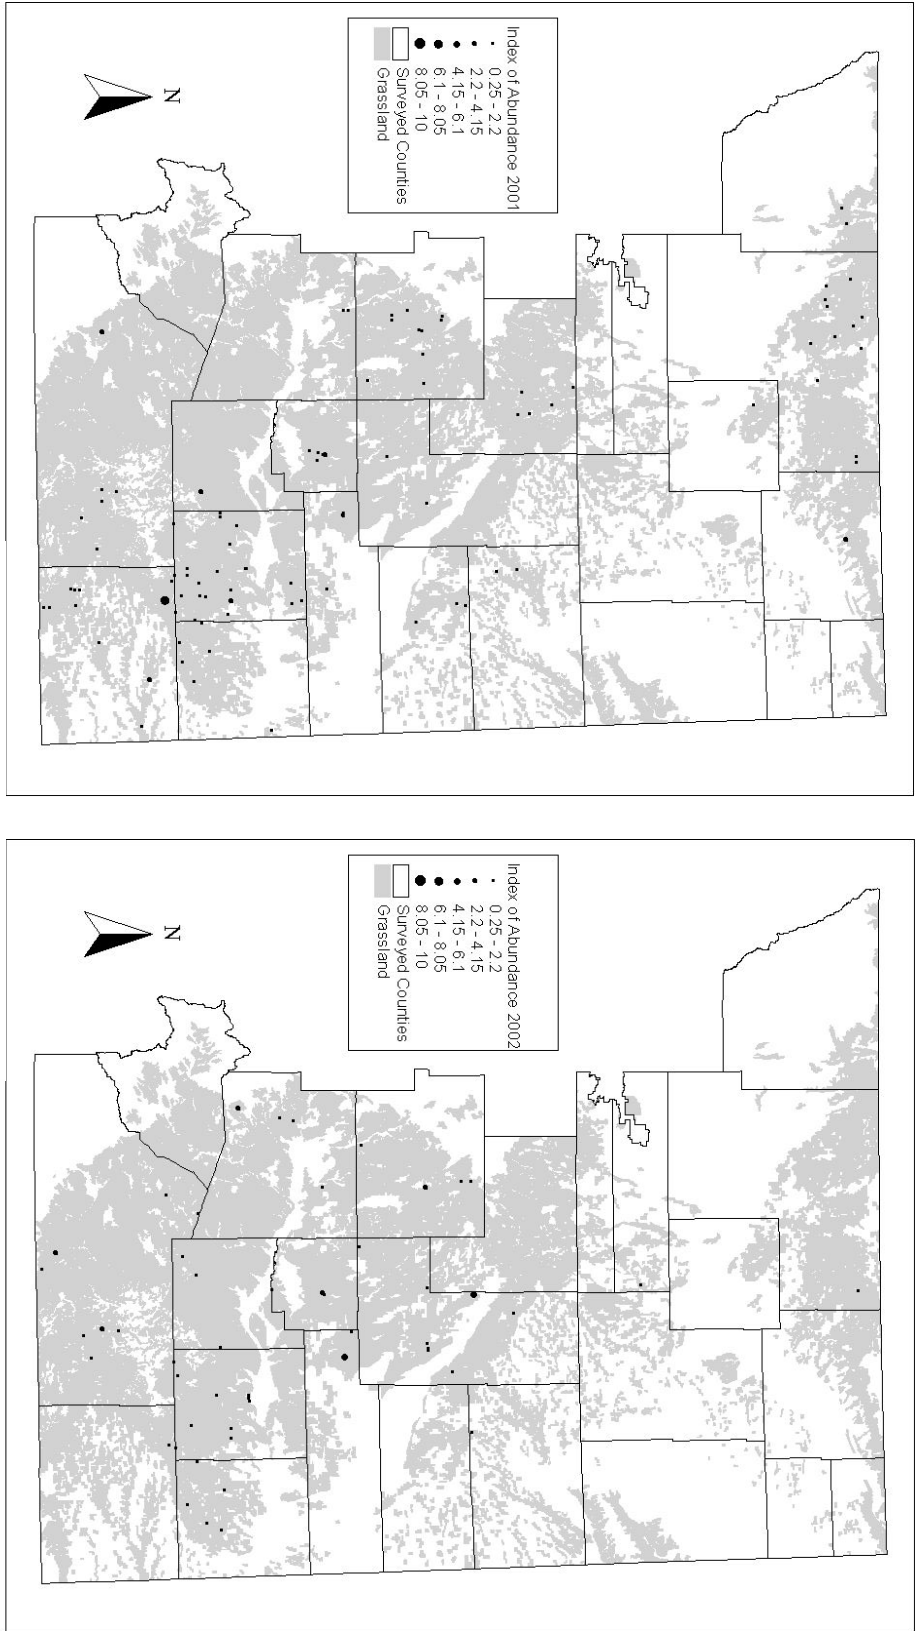 Index of Abundance 2001
0.25 - 2.2
2.2 - 4.15
4.15 - 6.1
6.1 - 8.05
8.05 - 10
Surveyed Counties
Grassland
N
Index of Abundance 2002
0.25 - 2.2
2.2 - 4.15
4.15 - 6.1
6.1 - 8.05
8.05 - 10
Surveyed Counties
Grassland
N